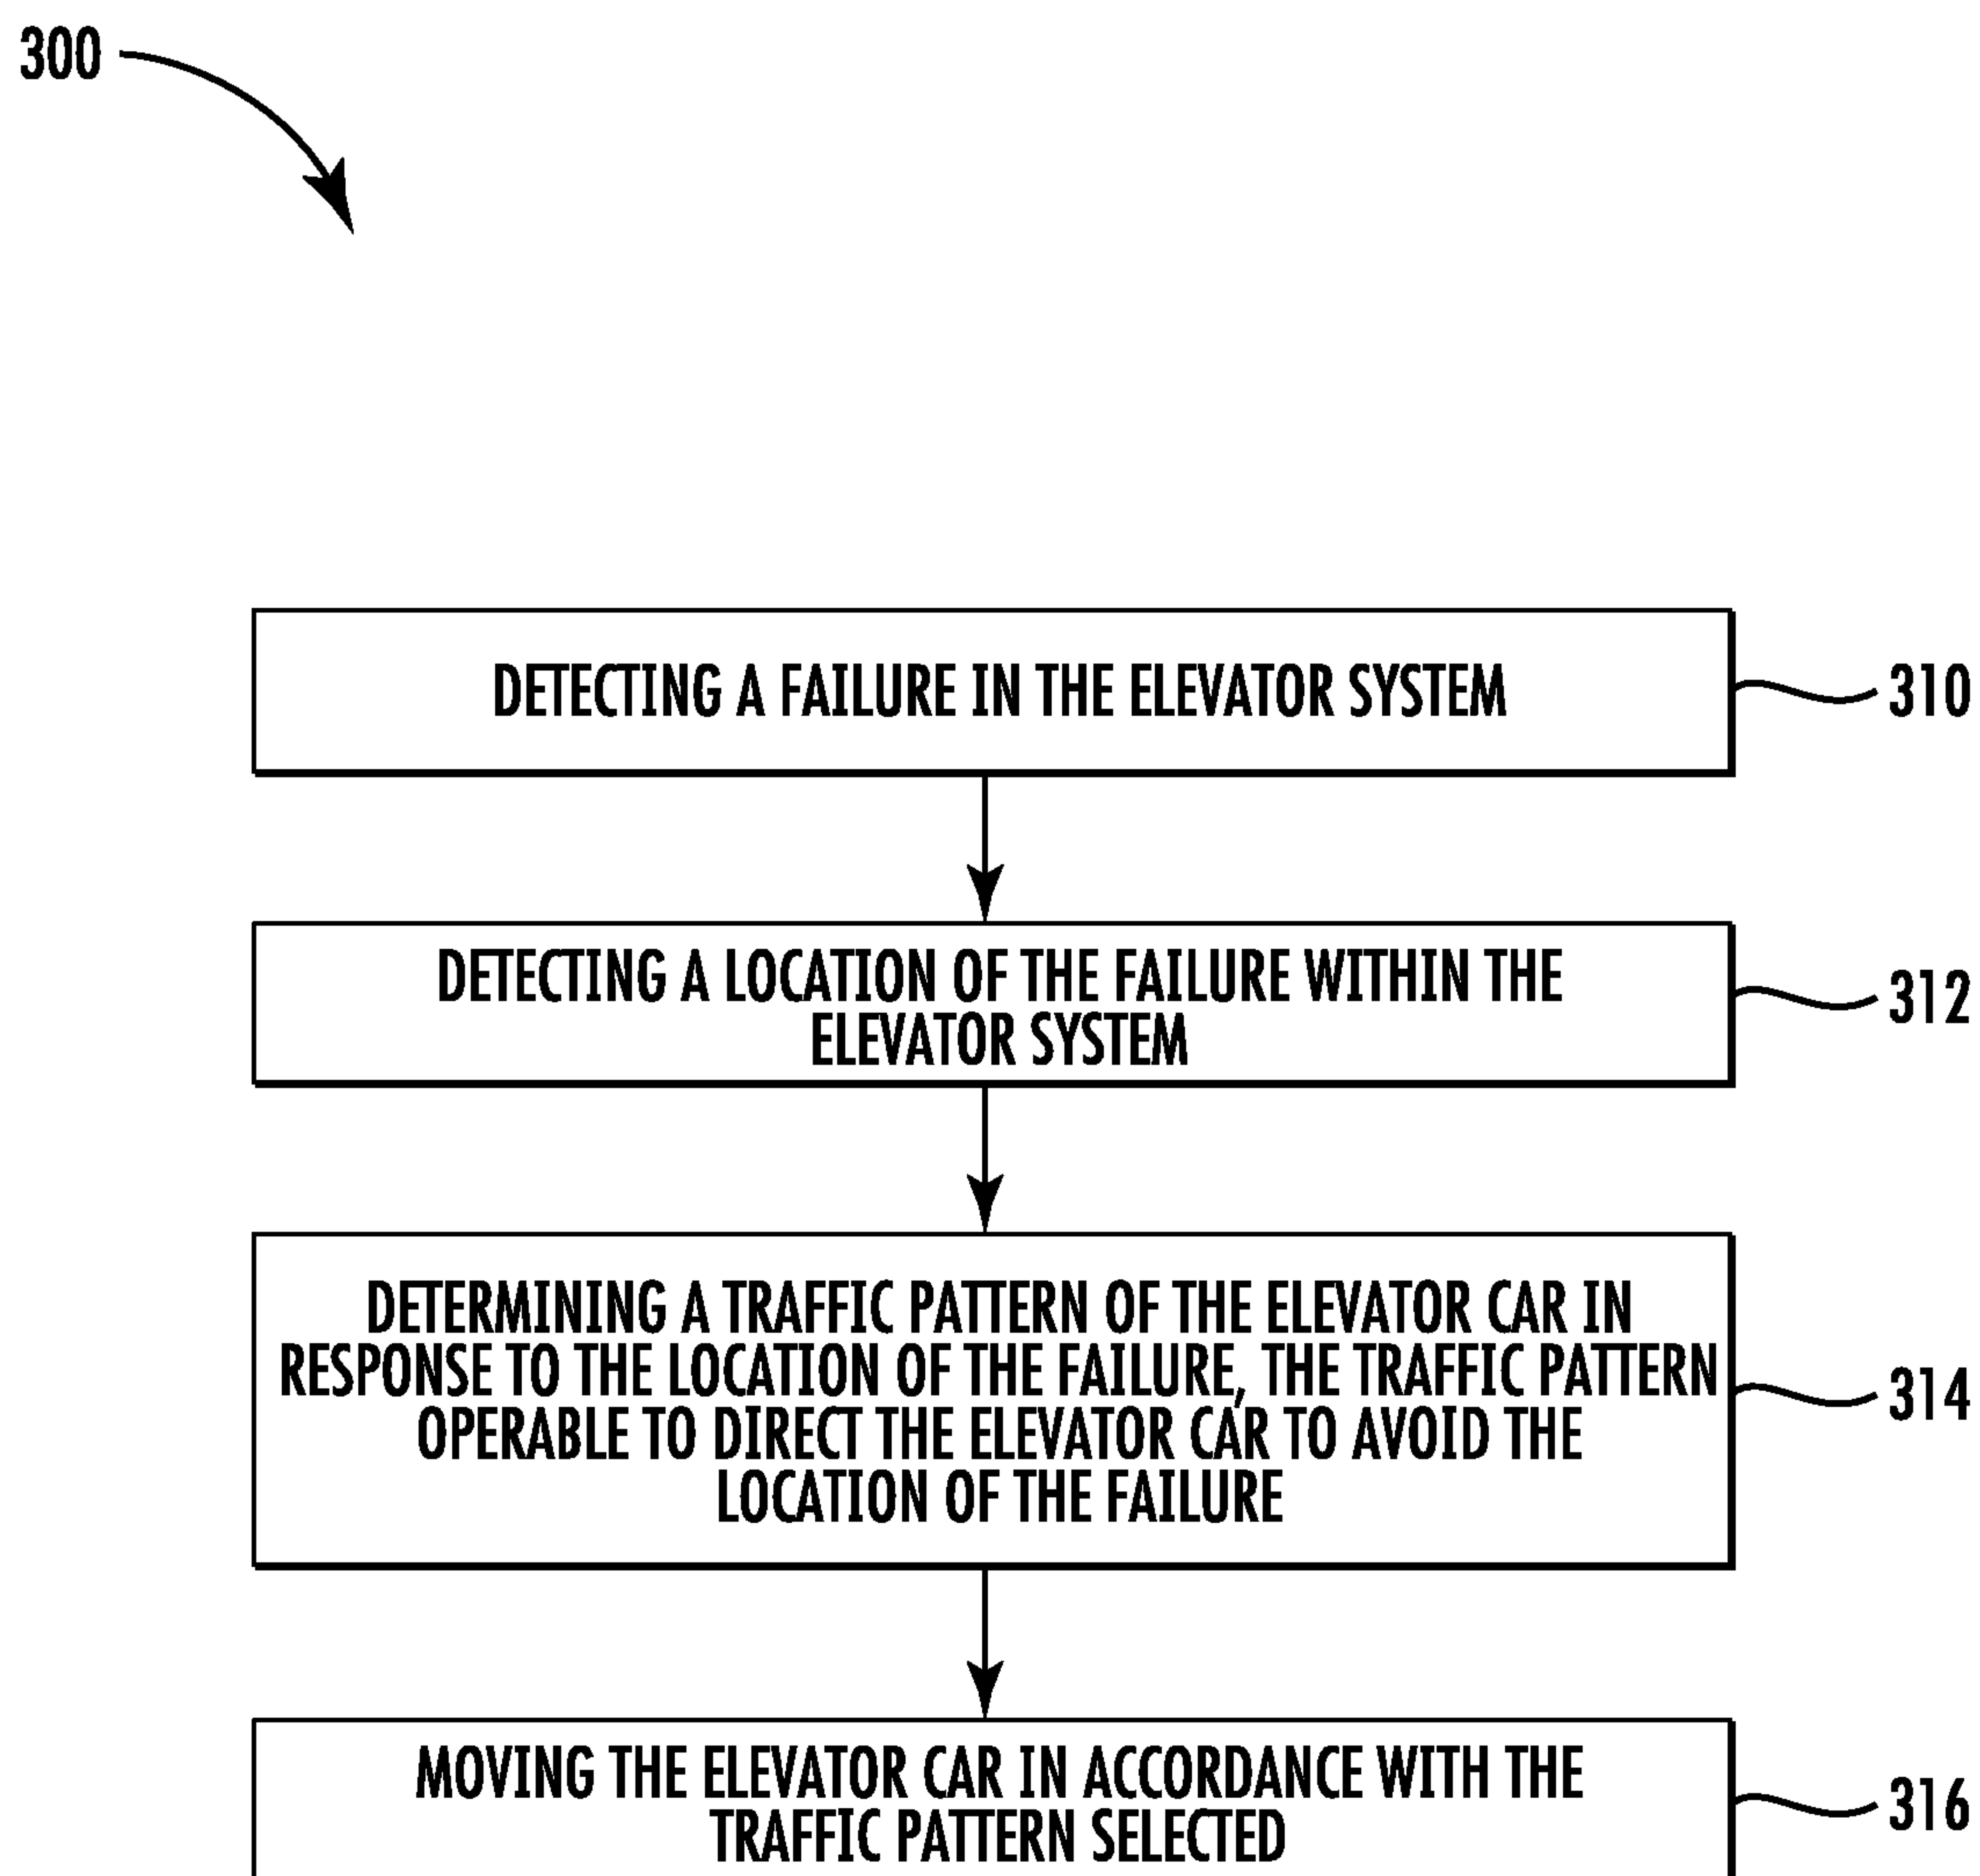 300
DETECTING A FAILURE IN THE ELEVATOR SYSTEM
310
DETECTING A LOCATION OF THE FAILURE WITHIN THE
ELEVATOR SYSTEM
312
DETERMINING A TRAFFIC PATTERN OF THE ELEVATOR CAR IN
RESPONSE TO THE LOCATION OF THE FAILURE, THE TRAFFIC PATTERN
OPERABLE TO DIRECT THE ELEVATOR CAR TO AVOID THE
LOCATION OF THE FAILURE
314
MOVING THE ELEVATOR CAR IN ACCORDANCE WITH THE
TRAFFIC PATTERN SELECTED
316